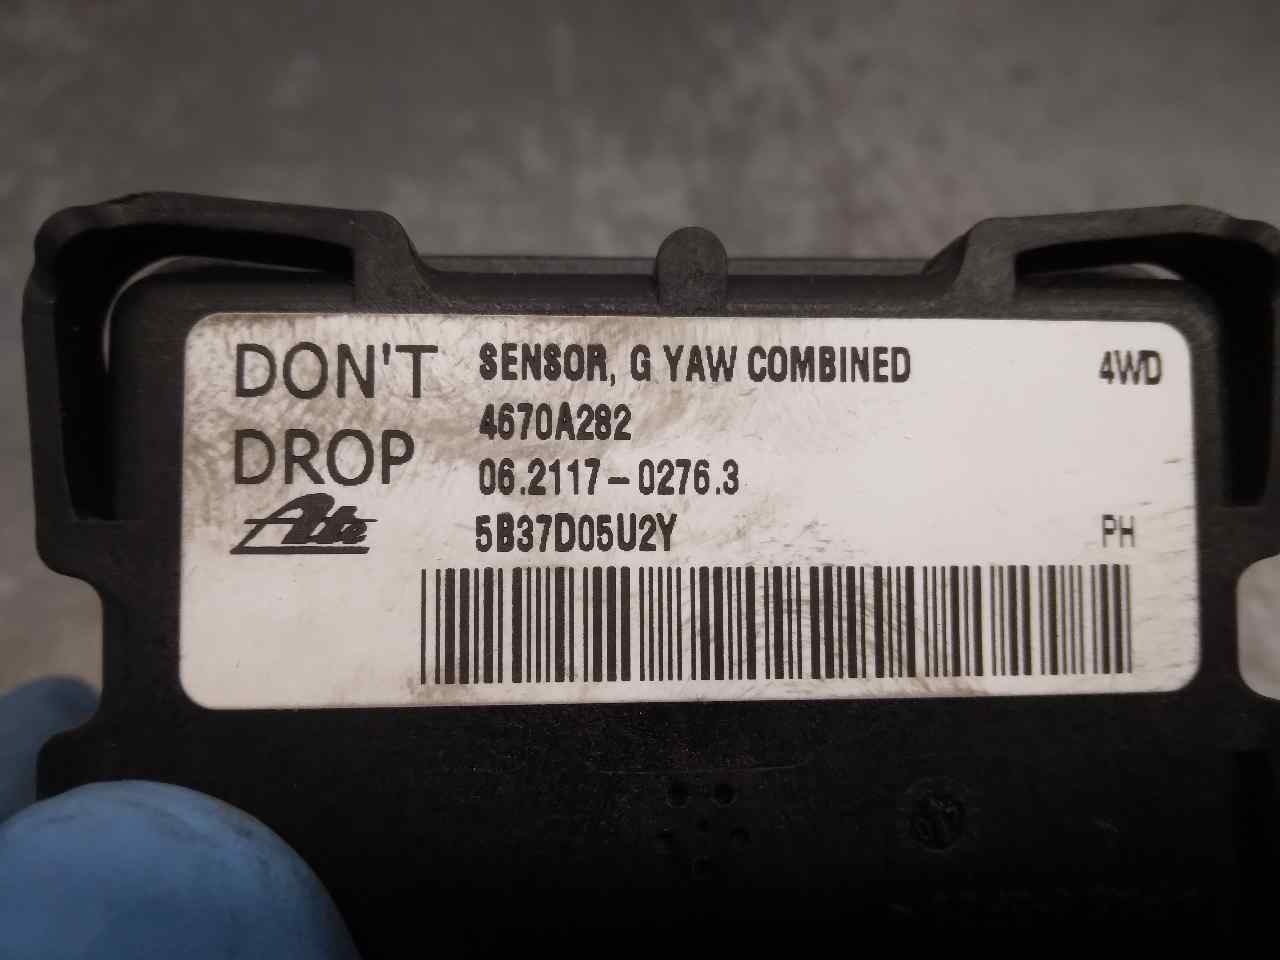 DON'T
DROP
Ate
SENSOR, G YAW COMBINED 4WD
4670A282
06.2117-0276.3
5B37D05U2Y PH